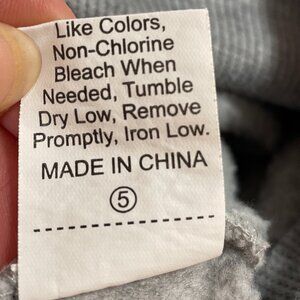 Like Colors,
Non-Chlorine
Bleach When
Needed, Tumble
Dry Low, Remove
Promptly, Iron Low.
MADE IN CHINA
⑤